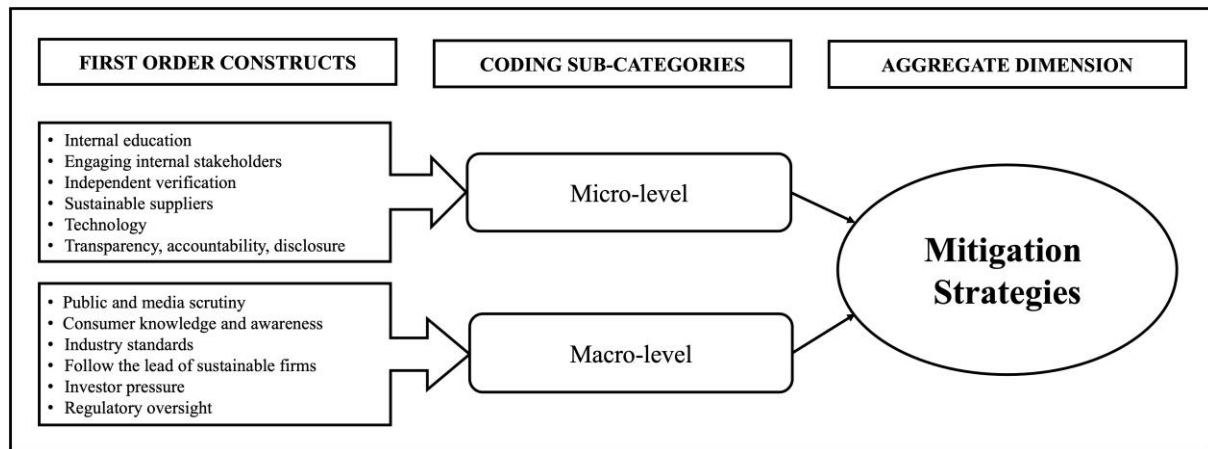 FIRST ORDER CONSTRUCTS
CODING SUB-CATEGORIES
AGGREGATE DIMENSION
• Internal education
• Engaging internal stakeholders
• Independent verification
• Sustainable suppliers
• Technology
• Transparency, accountability, disclosure
Micro-level
• Public and media scrutiny
• Consumer knowledge and awareness
• Industry standards
• Follow the lead of sustainable firms
• Investor pressure
• Regulatory oversight
Macro-level
Mitigation
Strategies